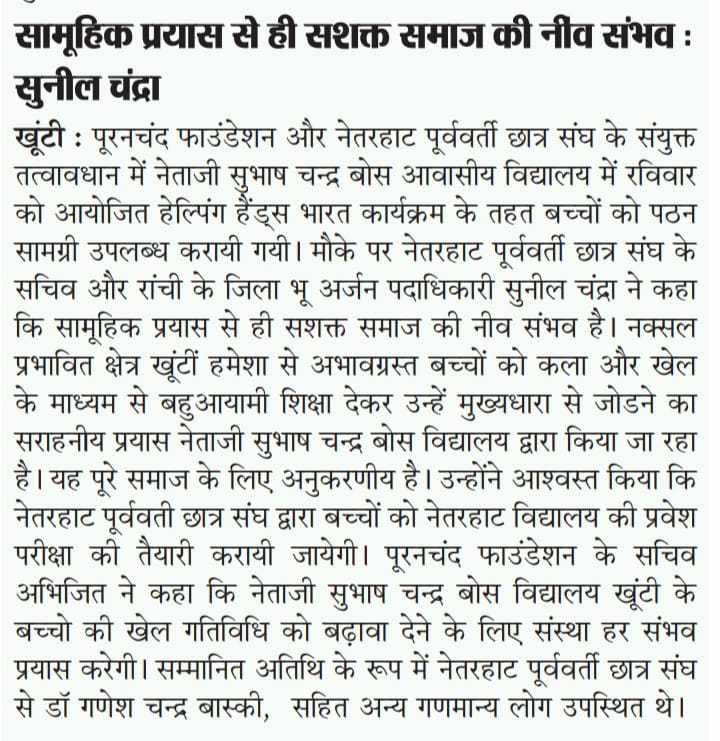 सामूहिक प्रयास से ही सशक्त समाज की नींव संभव :
सुनील चंद्रा
खूंटी : पूरनचंद फाउंडेशन और नेतरहाट पूर्ववर्ती छात्र संघ के संयुक्त
तत्वावधान में नेताजी सुभाष चन्द्र बोस आवासीय विद्यालय में रविवार
को आयोजित हेल्पिंग हैंड्स भारत कार्यक्रम के तहत बच्चों को पठन
सामग्री उपलब्ध करायी गयी। मौके पर नेतरहाट पूर्ववर्ती छात्र संघ के
सचिव और रांची के जिला भू अर्जन पदाधिकारी सुनील चंद्रा ने कहा
कि सामूहिक प्रयास से ही सशक्त समाज की नीव संभव है। नक्सल
प्रभावित क्षेत्र खूंटीं हमेशा से अभावग्रस्त बच्चों को कला और खेल
के माध्यम से बहुआयामी शिक्षा देकर उन्हें मुख्यधारा से जोडने का
सराहनीय प्रयास नेताजी सुभाष चन्द्र बोस विद्यालय द्वारा किया जा रहा
है। यह पूरे समाज के लिए अनुकरणीय है। उन्होंने आश्वस्त किया कि
नेतरहाट पूर्ववती छात्र संघ द्वारा बच्चों को नेतरहाट विद्यालय की प्रवेश
परीक्षा की तैयारी करायी जायेगी। पूरनचंद फाउंडेशन के सचिव
अभिजित ने कहा कि नेताजी सुभाष चन्द्र बोस विद्यालय खूंटी के
बच्चो की खेल गतिविधि को बढ़ावा देने के लिए संस्था हर संभव
प्रयास करेगी। सम्मानित अतिथि के रूप में नेतरहाट पूर्ववर्ती छात्र संघ
से डॉ गणेश चन्द्र बास्की, सहित अन्य गणमान्य लोग उपस्थित थे।